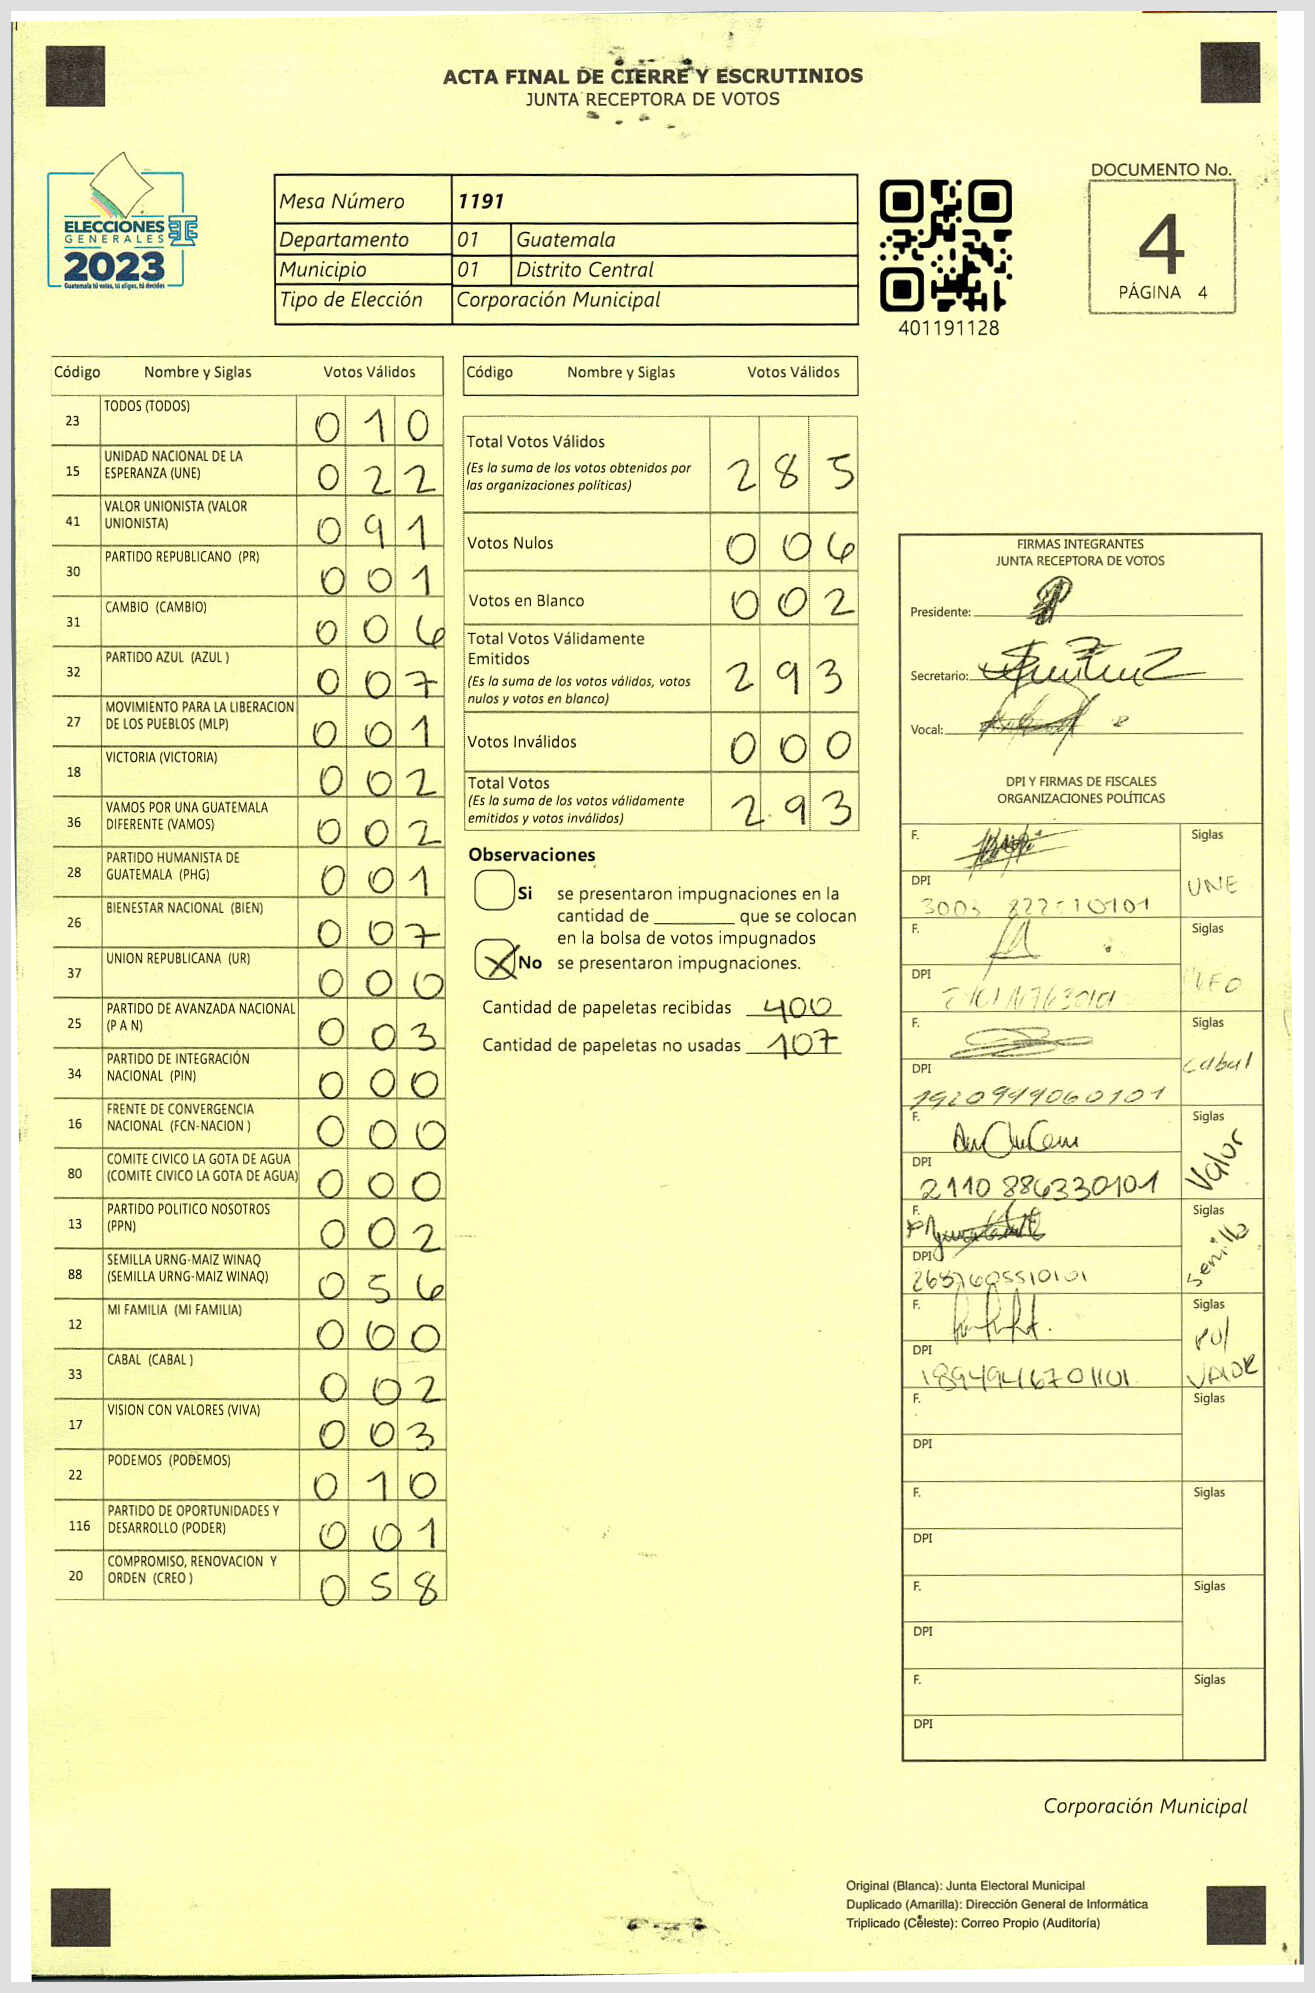 ACTA FINAL DE CIERRE Y ESCRUTINIOS
JUNTA RECEPTORA DE VOTOS
ELECCIONES
GENERALES
2023
Guatemala tú votas, tú eliges, tú decides
Mesa Número 1191
Departamento 01 Guatemala
Municipio 01 Distrito Central
Tipo de Elección Corporación Municipal
401191128
DOCUMENTO No.
4
PÁGINA 4
Código Nombre y Siglas Votos Válidos
23 TODOS (TODOS) 0 1 0
15 UNIDAD NACIONAL DE LA
ESPERANZA (UNE) 0 2 2
41 VALOR UNIONISTA (VALOR
UNIONISTA) 0 9 1
30 PARTIDO REPUBLICANO (PR) 0 0 1
31 CAMBIO (CAMBIO) 0 0 6
32 PARTIDO AZUL (AZUL ) 0 0 7
27 MOVIMIENTO PARA LA LIBERACION
DE LOS PUEBLOS (MLP) 0 0 1
18 VICTORIA (VICTORIA) 0 0 2
36 VAMOS POR UNA GUATEMALA
DIFERENTE (VAMOS) 0 0 2
28 PARTIDO HUMANISTA DE
GUATEMALA (PHG) 0 0 1
26 BIENESTAR NACIONAL (BIEN) 0 0 7
37 UNION REPUBLICANA (UR) 0 0 0
25 PARTIDO DE AVANZADA NACIONAL
(P A N) 0 0 3
34 PARTIDO DE INTEGRACIÓN
NACIONAL (PIN) 0 0 0
16 FRENTE DE CONVERGENCIA
NACIONAL (FCN-NACION ) 0 0 0
80 COMITE CIVICO LA GOTA DE AGUA
(COMITE CIVICO LA GOTA DE AGUA) 0 0 0
13 PARTIDO POLITICO NOSOTROS
(PPN) 0 0 2
88 SEMILLA URNG-MAIZ WINAQ
(SEMILLA URNG-MAIZ WINAQ) 0 5 6
12 MI FAMILIA (MI FAMILIA) 0 0 0
33 CABAL (CABAL ) 0 0 2
17 VISION CON VALORES (VIVA) 0 0 3
22 PODEMOS (PODEMOS) 0 1 0
116 PARTIDO DE OPORTUNIDADES Y
DESARROLLO (PODER) 0 0 1
20 COMPROMISO, RENOVACION Y
ORDEN (CREO ) 0 5 8
Código Nombre y Siglas Votos Válidos
Total Votos Válidos
(Es la suma de los votos obtenidos por
las organizaciones políticas) 2 8 5
Votos Nulos 0 0 6
Votos en Blanco 0 0 2
Total Votos Válidamente
Emitidos
(Es la suma de los votos válidos, votos
nulos y votos en blanco) 2 9 3
Votos Inválidos 0 0 0
Total Votos
(Es la suma de los votos válidamente
emitidos y votos inválidos) 2 9 3
Observaciones
Si se presentaron impugnaciones en la
cantidad de que se colocan
en la bolsa de votos impugnados
X No se presentaron impugnaciones.
Cantidad de papeletas recibidas 400
Cantidad de papeletas no usadas 107
FIRMAS INTEGRANTES
JUNTA RECEPTORA DE VOTOS
Presidente:
Secretario:
Vocal:
DPI Y FIRMAS DE FISCALES
ORGANIZACIONES POLÍTICAS
F. Siglas
DPI UNE
F. Siglas
DPI
F. Siglas
DPI Cabal
1920999060101
F. Siglas
DPI Valor
2110 886330101
F. Siglas
DPI Semilla
F. Siglas
DPI VALOR
F. Siglas
DPI
F. Siglas
DPI
F. Siglas
DPI
F. Siglas
DPI
Corporación Municipal
Original (Blanca): Junta Electoral Municipal
Duplicado (Amarilla): Dirección General de Informática
Triplicado (Celeste): Correo Propio (Auditoría)